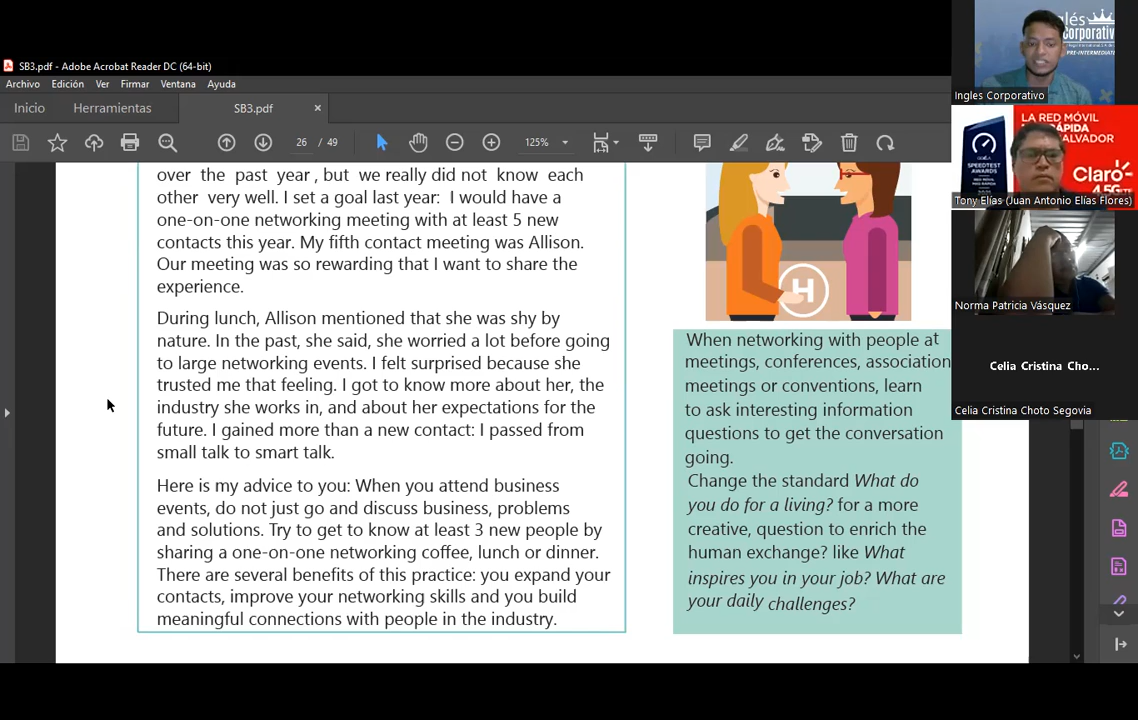 SB3.pdf - Adobe Acrobat Reader DC (64-bit)
Archivo Edición Ver Firmar Ventana Ayuda
Inicio Herramientas SB3.pdf ×
26 / 49 125%
over the past year , but we really did not know each
other very well. I set a goal last year: I would have a
one-on-one networking meeting with at least 5 new
contacts this year. My fifth contact meeting was Allison.
Our meeting was so rewarding that I want to share the
experience.
During lunch, Allison mentioned that she was shy by
nature. In the past, she said, she worried a lot before going
to large networking events. I felt surprised because she
trusted me that feeling. I got to know more about her, the
industry she works in, and about her expectations for the
future. I gained more than a new contact: I passed from
small talk to smart talk.
Here is my advice to you: When you attend business
events, do not just go and discuss business, problems
and solutions. Try to get to know at least 3 new people by
sharing a one-on-one networking coffee, lunch or dinner.
There are several benefits of this practice: you expand your
contacts, improve your networking skills and you build
meaningful connections with people in the industry.
H
When networking with people at
meetings, conferences, association
meetings or conventions, learn
to ask interesting information
questions to get the conversation
going.
Change the standard What do
you do for a living? for a more
creative, question to enrich the
human exchange? like What
inspires you in your job? What are
your daily challenges?
glés
Corporativ
PRE-INTERMEDIATE
Ingles Corporativo
LA RED MÓVIL
ÁPIDA
ALVADOR
SPEEDTEST
AWARDS
Claro
4.5G
Tony Elías (Juan Antonio Elías Flores)
Norma Patricia Vásquez
Celia Cristina Cho...
Celia Cristina Choto Segovia